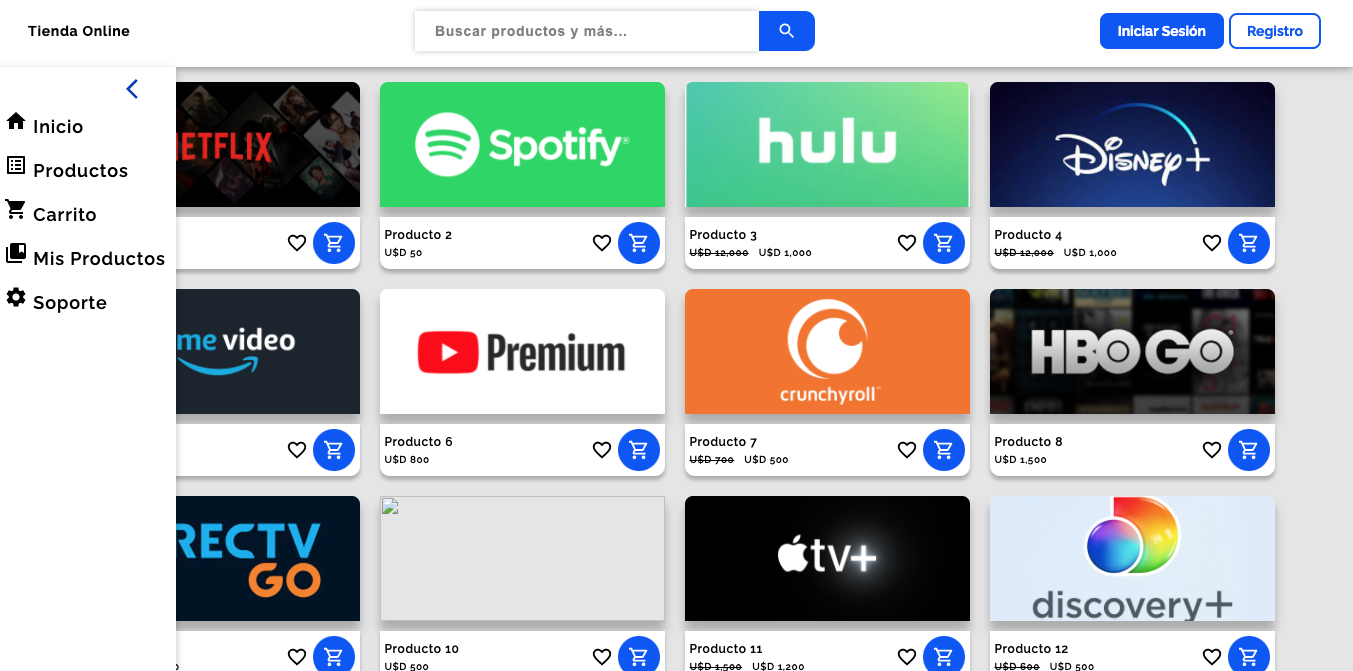 Tienda Online
Buscar productos y más...
Iniciar Sesión
Registro
Inicio
Productos
Carrito
Mis Productos
Soporte
ETFLIX
Spotify®
hulu
Disney+
Producto 2
U$D 50
Producto 3
U$D 12,000 U$D 1,000
Producto 4
U$D 12,000 U$D 1,000
me video
Premium
crunchyroll™
HBO GO
Producto 6
U$D 800
Producto 7
U$D 700 U$D 500
Producto 8
U$D 1,500
RECTV
GO
tv+
discovery+
Producto 10
U$D 500
Producto 11
U$D 1,500 U$D 1,200
Producto 12
U$D 600 U$D 500